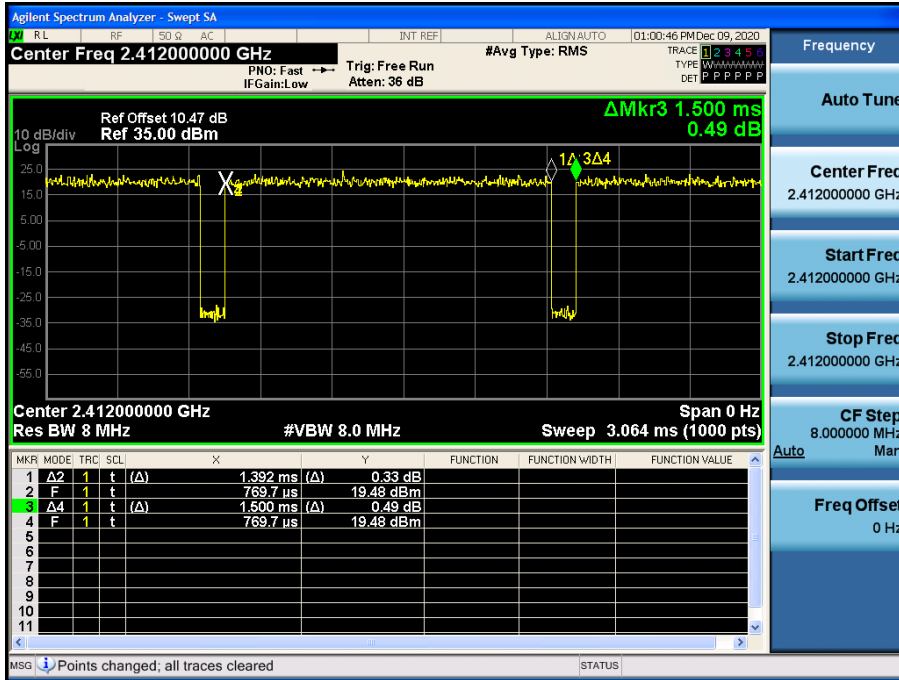 Agilent Spectrum Analyzer - Swept SA
LXI RL RF 50 Ω AC INT REF ALIGN AUTO 01:00:46 PM Dec 09, 2020
Center Freq 2.412000000 GHz
PNO: Fast
IFGain:Low
Trig: Free Run
Atten: 36 dB
#Avg Type: RMS
TRACE 1 2 3 4 5 6
TYPE WWWWWW
DET P P P P P P
Ref Offset 10.47 dB
10 dB/div Ref 35.00 dBm
Log
ΔMkr3 1.500 ms
0.49 dB
25.0
15.0
5.00
-5.00
-15.0
-25.0
-35.0
-45.0
-55.0
1Δ 3Δ4
Center 2.412000000 GHz Span 0 Hz
Res BW 8 MHz #VBW 8.0 MHz Sweep 3.064 ms (1000 pts)
MKR MODE TRC SCL X Y FUNCTION FUNCTION WIDTH FUNCTION VALUE
1 Δ2 1 t (Δ) 1.392 ms (Δ) 0.33 dB
2 F 1 t 769.7 µs 19.48 dBm
3 Δ4 1 t (Δ) 1.500 ms (Δ) 0.49 dB
4 F 1 t 769.7 µs 19.48 dBm
5
6
7
8
9
10
11
MSG Points changed; all traces cleared STATUS
Frequency
Auto Tune
Center Freq
2.412000000 GHz
Start Freq
2.412000000 GHz
Stop Freq
2.412000000 GHz
CF Step
8.000000 MHz
Auto Man
Freq Offset
0 Hz